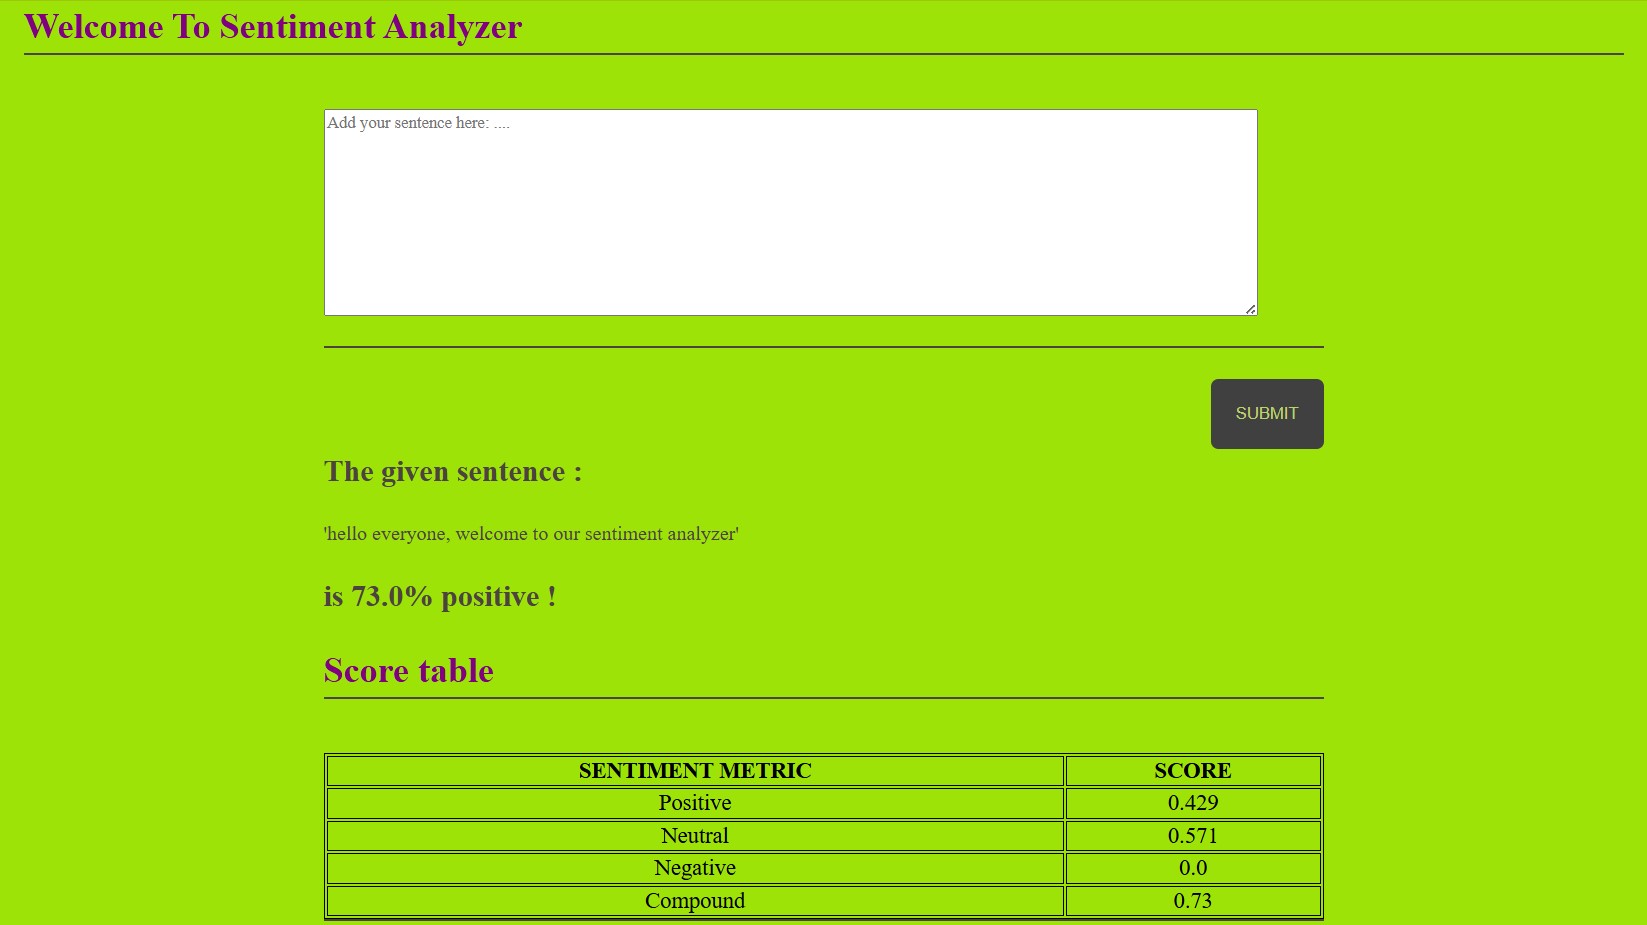 Welcome To Sentiment Analyzer
Add your sentence here: ....
SUBMIT
The given sentence :
'hello everyone, welcome to our sentiment analyzer'
is 73.0% positive !
Score table
SENTIMENT METRIC SCORE
Positive 0.429
Neutral 0.571
Negative 0.0
Compound 0.73